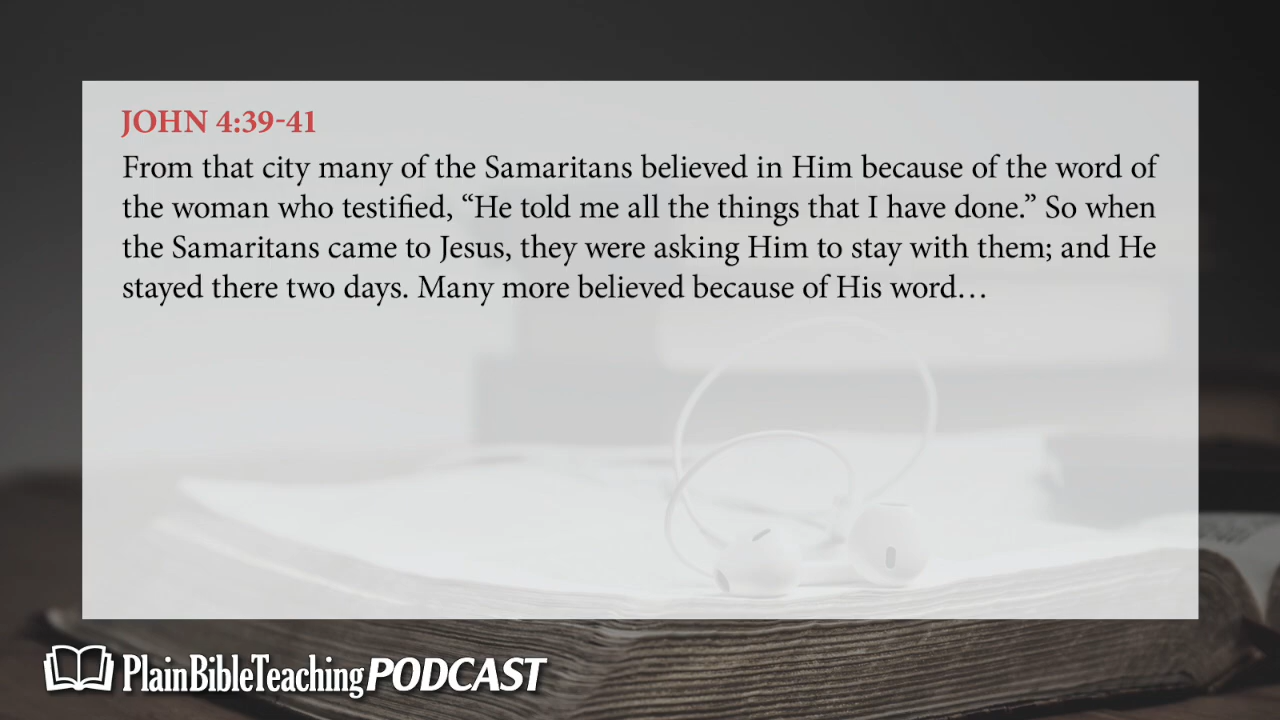 JOHN 4:39-41
From that city many of the Samaritans believed in Him because of the word of
the woman who testified, “He told me all the things that I have done.” So when
the Samaritans came to Jesus, they were asking Him to stay with them; and He
stayed there two days. Many more believed because of His word…
PlainBibleTeaching PODCAST